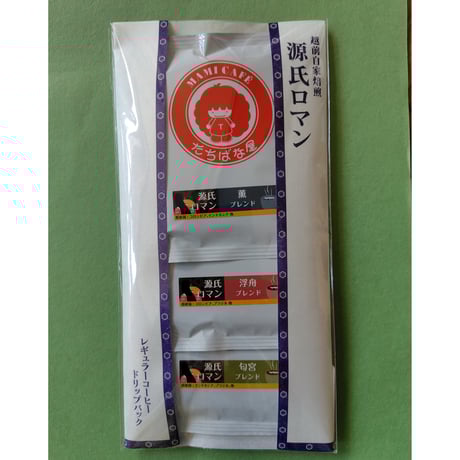 越前自家焙煎
源氏ロマン
MAMI CAFÉ
T
たちばな屋
源氏
ロマン
薫
ブレンド
源氏
ロマン
浮舟
ブレンド
源氏
ロマン
匂宮
ブレンド
レギュラーコーヒー
ドリップパック